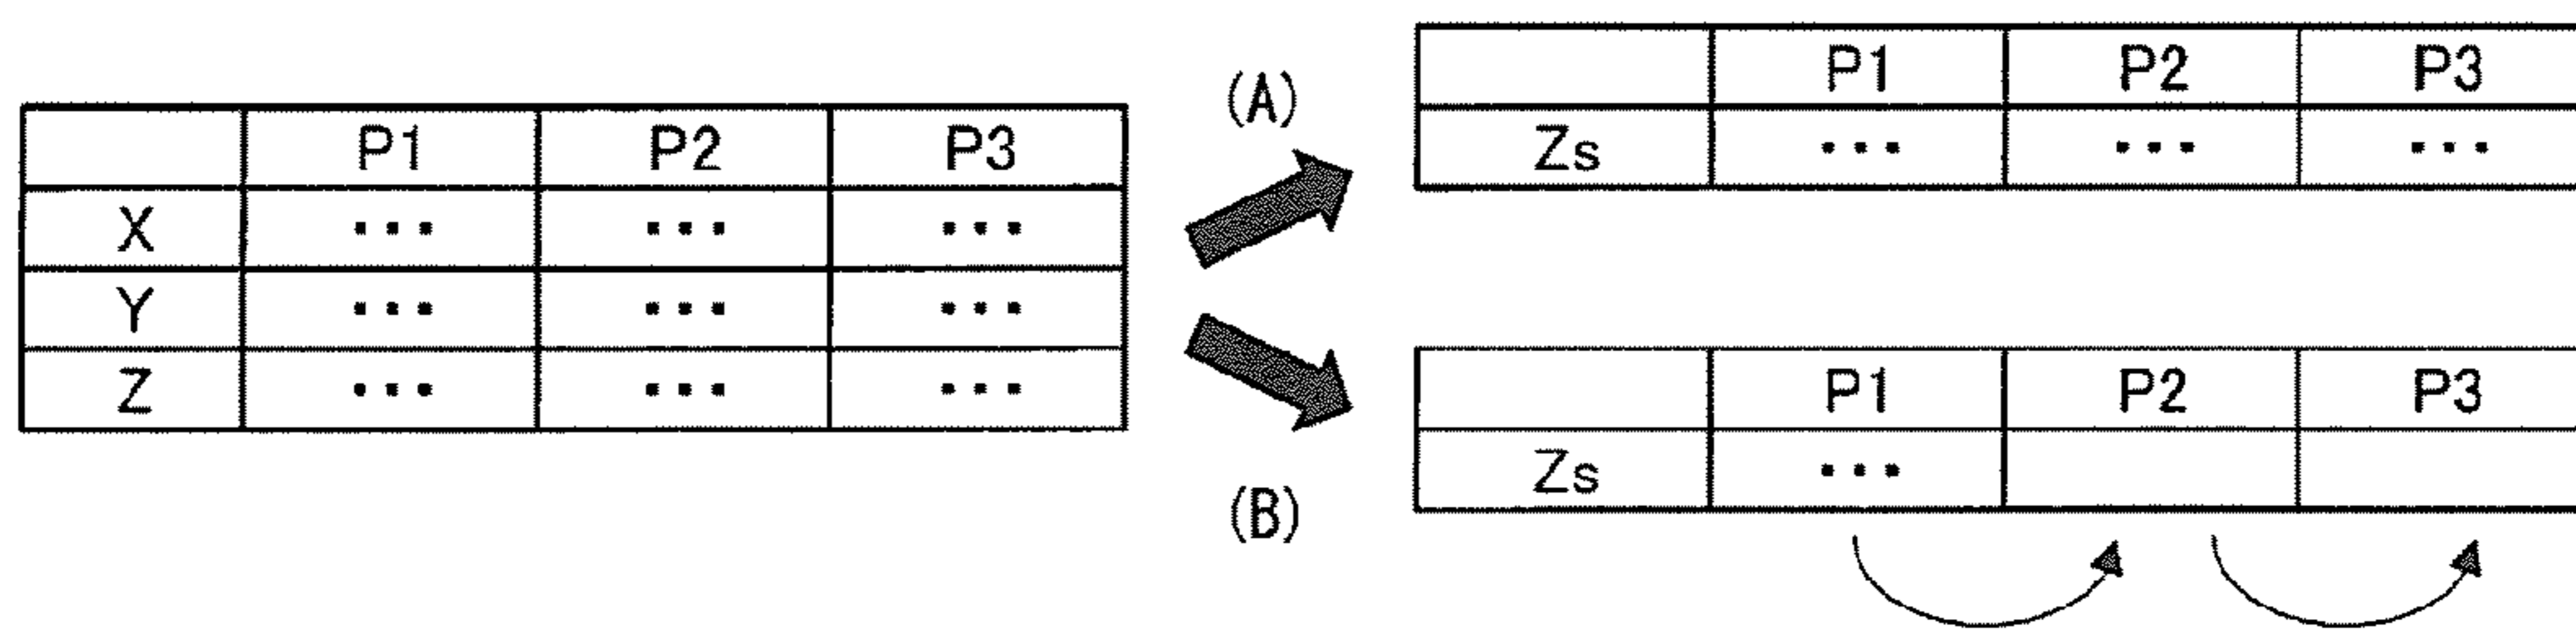 P1 P2 P3
X ... ... ...
Y ... ... ...
Z ... ... ...
(A)
P1 P2 P3
Zs ... ... ...
(B)
P1 P2 P3
Zs ...